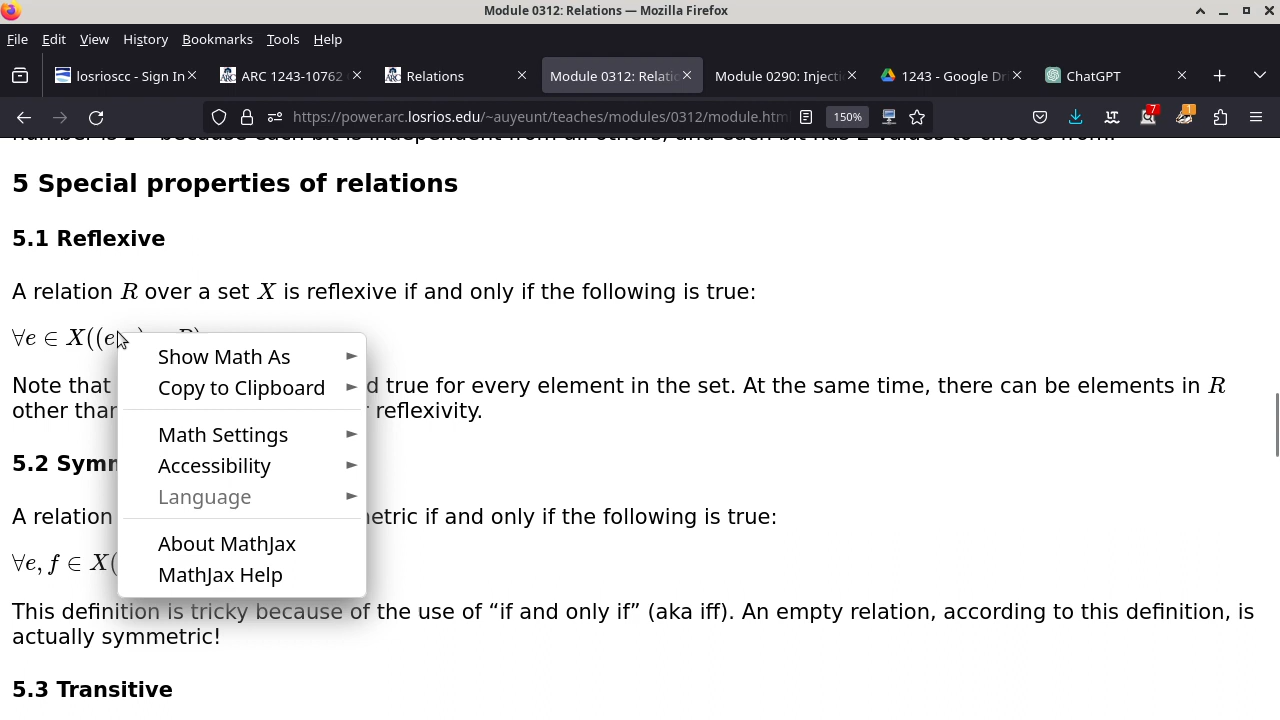 Module 0312: Relations — Mozilla Firefox
File Edit View History Bookmarks Tools Help
losrioscc - Sign In ARC 1243-10762 Relations Module 0312: Relati Module 0290: Injecti 1243 - Google Dr ChatGPT
https://power.arc.losrios.edu/~auyeunt/teaches/modules/0312/module.htm 150% 7 1
5 Special properties of relations
5.1 Reflexive
A relation R over a set X is reflexive if and only if the following is true:
∀e ∈ X((e
Show Math As
Note that d true for every element in the set. At the same time, there can be elements in R
Copy to Clipboard
other than reflexivity.
Math Settings
5.2 Symm
Accessibility
Language
A relation metric if and only if the following is true:
About MathJax
∀e, f ∈ X(
MathJax Help
This definition is tricky because of the use of “if and only if” (aka iff). An empty relation, according to this definition, is
actually symmetric!
5.3 Transitive